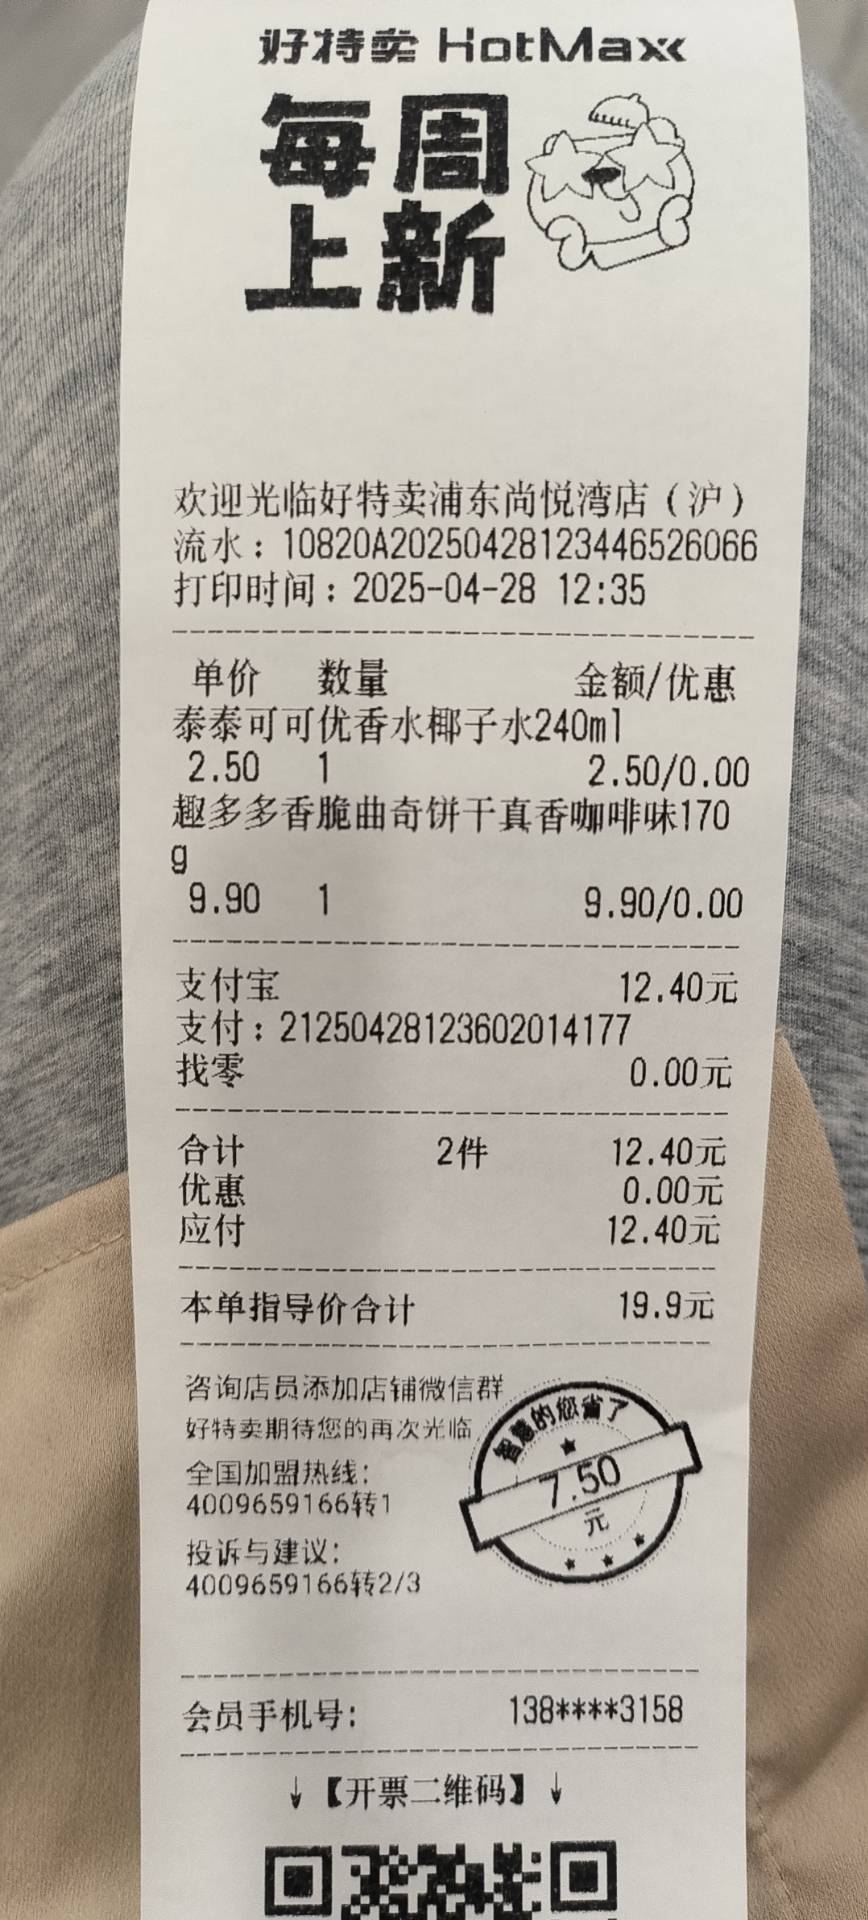 好特卖 HotMaxx
每周
上新
欢迎光临好特卖浦东尚悦湾店（沪）
流水：10820A20250428123446526066
打印时间：2025-04-28 12:35
单价 数量 金额/优惠
泰泰可可优香水椰子水240ml
2.50 1 2.50/0.00
趣多多香脆曲奇饼干真香咖啡味170
g
9.90 1 9.90/0.00
支付宝 12.40元
支付：21250428123602014177
找零 0.00元
合计 2件 12.40元
优惠 0.00元
应付 12.40元
本单指导价合计 19.9元
咨询店员添加店铺微信群
好特卖期待您的再次光临
全国加盟热线：
4009659166转1
投诉与建议：
4009659166转2/3
智慧的您省了
7.50
元
会员手机号： 138****3158
↓【开票二维码】↓